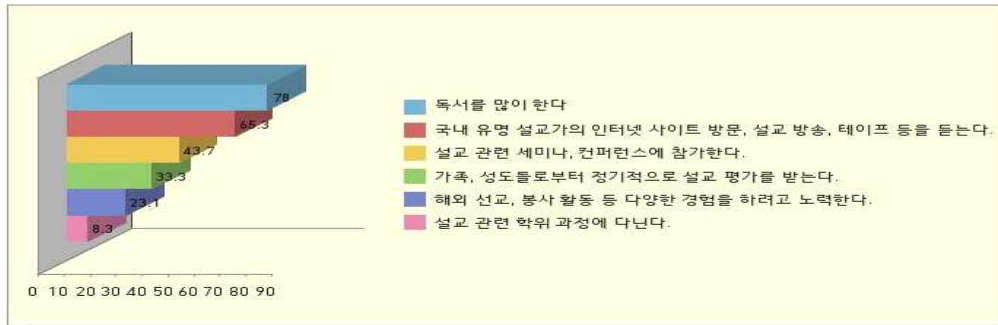 78
65.3
43.7
33.3
23.1
8.3
0 10 20 30 40 50 60 70 80 90
독서를 많이 한다
국내 유명 설교가의 인터넷 사이트 방문, 설교 방송, 테이프 등을 듣는다.
설교 관련 세미나, 컨퍼런스에 참가한다.
가족, 성도들로부터 정기적으로 설교 평가를 받는다.
해외 선교, 봉사 활동 등 다양한 경험을 하려고 노력한다.
설교 관련 학위 과정에 다닌다.